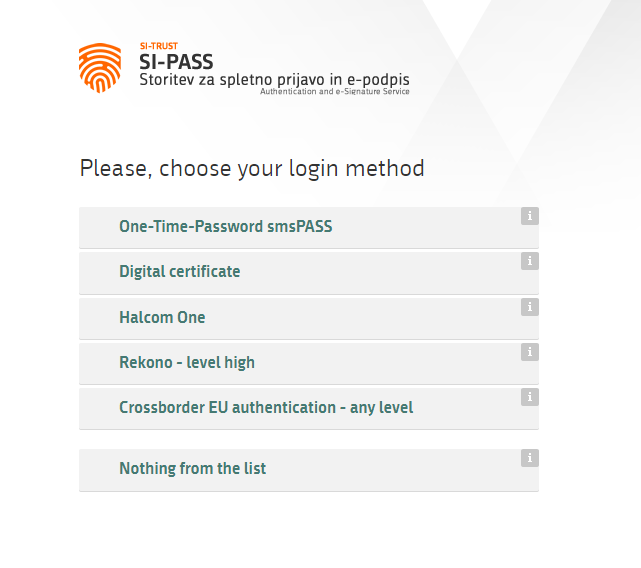 SI-TRUST
SI-PASS
Storitev za spletno prijavo in e-podpis
Authentication and e-Signature Service
Please, choose your login method
One-Time-Password smsPASS
i
Digital certificate
i
Halcom One
i
Rekono - level high
i
Crossborder EU authentication - any level
i
Nothing from the list
i